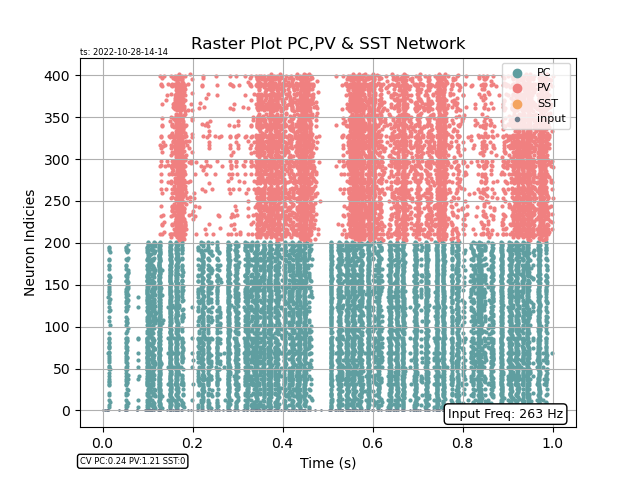 Raster Plot PC,PV & SST Network
ts: 2022-10-28-14-14
PC
PV
SST
input
400
350
300
250
200
150
100
50
0
Neuron Indicies
Input Freq: 263 Hz
0.0 0.2 0.4 0.6 0.8 1.0
Time (s)
CV PC:0.24 PV:1.21 SST:0